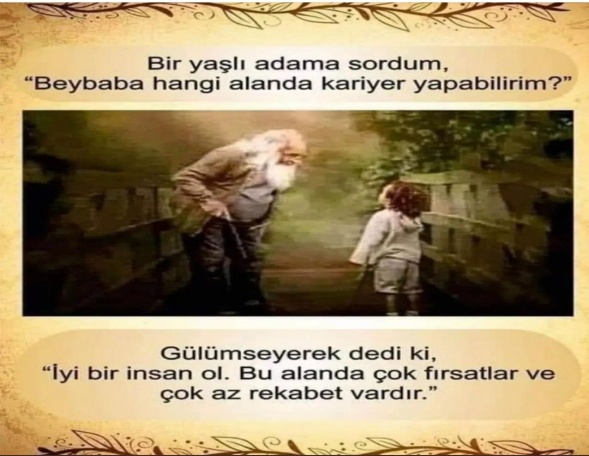 Bir yaşlı adama sordum,
“Beybaba hangi alanda kariyer yapabilirim?”
Gülümseyerek dedi ki,
“İyi bir insan ol. Bu alanda çok fırsatlar ve
çok az rekabet vardır.”